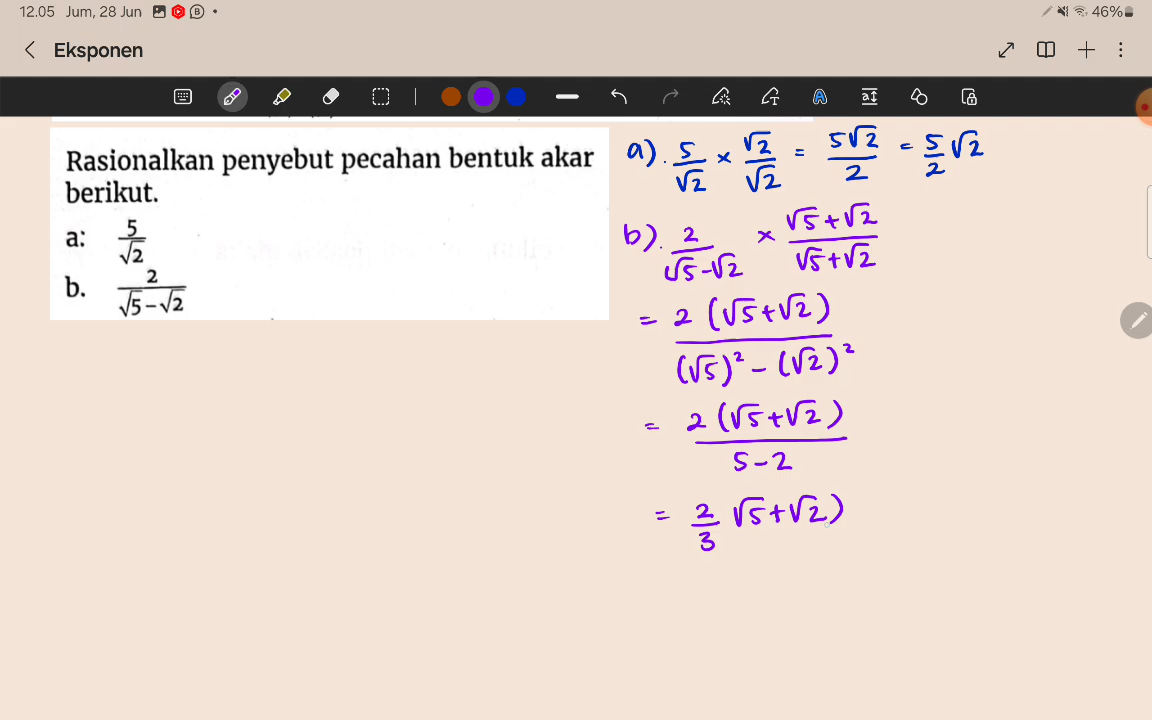 12.05 Jum, 28 Jun 46%
Eksponen
Rasionalkan penyebut pecahan bentuk akar
berikut.
a: 5/√2
b. 2/(√5-√2)
a). 5/√2 × √2/√2 = 5√2/2 = 5/2 √2
b). 2/(√5-√2) × (√5+√2)/(√5+√2)
= 2 (√5+√2)/((√5)² - (√2)²)
= 2 (√5+√2)/(5-2)
= 2/3 √5+√2)